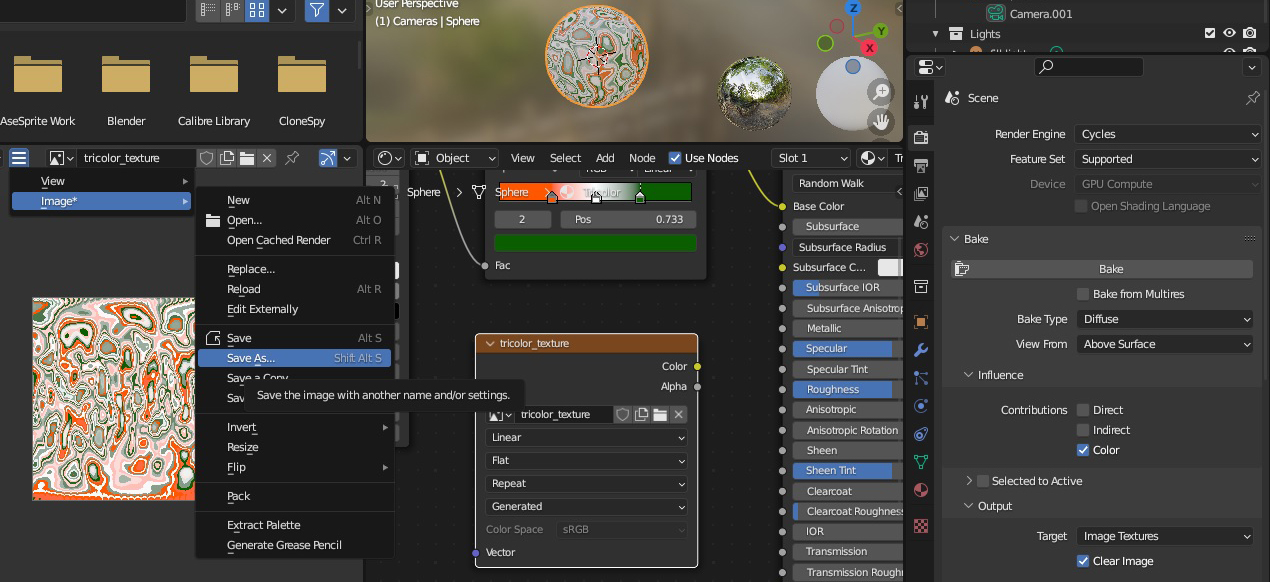 User Perspective
(1) Cameras | Sphere
Z
Y
X
Camera.001
Lights
AseSprite Work
Blender
Calibre Library
CloneSpy
Scene
Render Engine
Cycles
Feature Set
Supported
Device
GPU Compute
Open Shading Language
Bake
Bake
Bake from Multires
Bake Type
Diffuse
View From
Above Surface
Influence
Contributions
Direct
Indirect
Color
Selected to Active
Output
Target
Image Textures
Clear Image
tricolor_texture
View
Image*
New
Alt N
Open...
Alt O
Open Cached Render
Ctrl R
Replace...
Reload
Alt R
Edit Externally
Save
Alt S
Save As...
Shift Alt S
Save a Copy
Save the image with another name and/or settings.
Invert
Resize
Flip
Pack
Extract Palette
Generate Grease Pencil
Object
View
Select
Add
Node
Use Nodes
Slot 1
Sphere
Sphere
Tricolor
2
Pos
0.733
Fac
tricolor_texture
Color
Alpha
tricolor_texture
Linear
Flat
Repeat
Generated
Color Space
sRGB
Vector
Random Walk
Base Color
Subsurface
Subsurface Radius
Subsurface C...
Subsurface IOR
Subsurface Anisotrop
Metallic
Specular
Specular Tint
Roughness
Anisotropic
Anisotropic Rotation
Sheen
Sheen Tint
Clearcoat
Clearcoat Roughness
IOR
Transmission
Transmission Rough